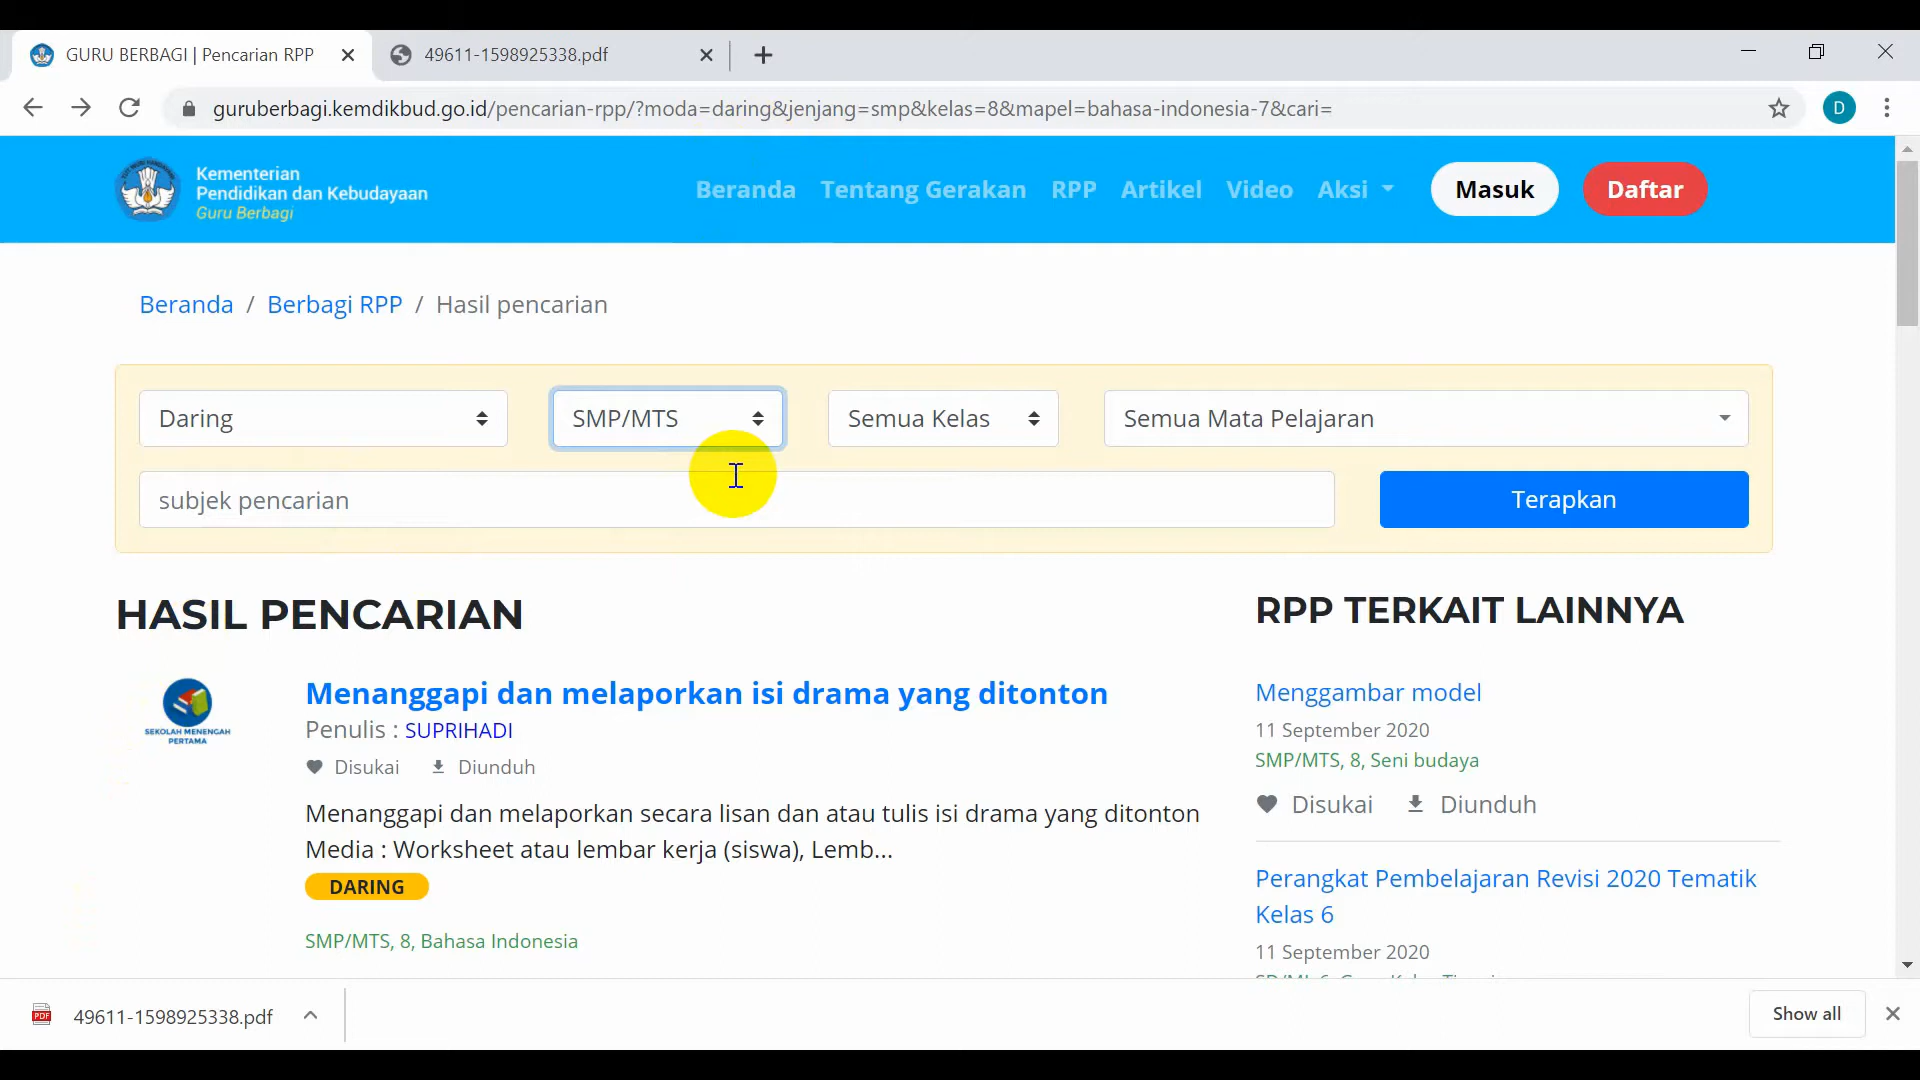 GURU BERBAGI | Pencarian RPP
49611-1598925338.pdf
guruberbagi.kemdikbud.go.id/pencarian-rpp/?moda=daring&jenjang=smp&kelas=8&mapel=bahasa-indonesia-7&cari=
D
Kementerian
Pendidikan dan Kebudayaan
Guru Berbagi
Beranda Tentang Gerakan RPP Artikel Video Aksi Masuk Daftar
Beranda / Berbagi RPP / Hasil pencarian
Daring SMP/MTS Semua Kelas Semua Mata Pelajaran
subjek pencarian Terapkan
HASIL PENCARIAN
SEKOLAH MENENGAH
PERTAMA
Menanggapi dan melaporkan isi drama yang ditonton
Penulis : SUPRIHADI
Disukai Diunduh
Menanggapi dan melaporkan secara lisan dan atau tulis isi drama yang ditonton
Media : Worksheet atau lembar kerja (siswa), Lemb...
DARING
SMP/MTS, 8, Bahasa Indonesia
RPP TERKAIT LAINNYA
Menggambar model
11 September 2020
SMP/MTS, 8, Seni budaya
Disukai Diunduh
Perangkat Pembelajaran Revisi 2020 Tematik
Kelas 6
11 September 2020
PDF
49611-1598925338.pdf
Show all